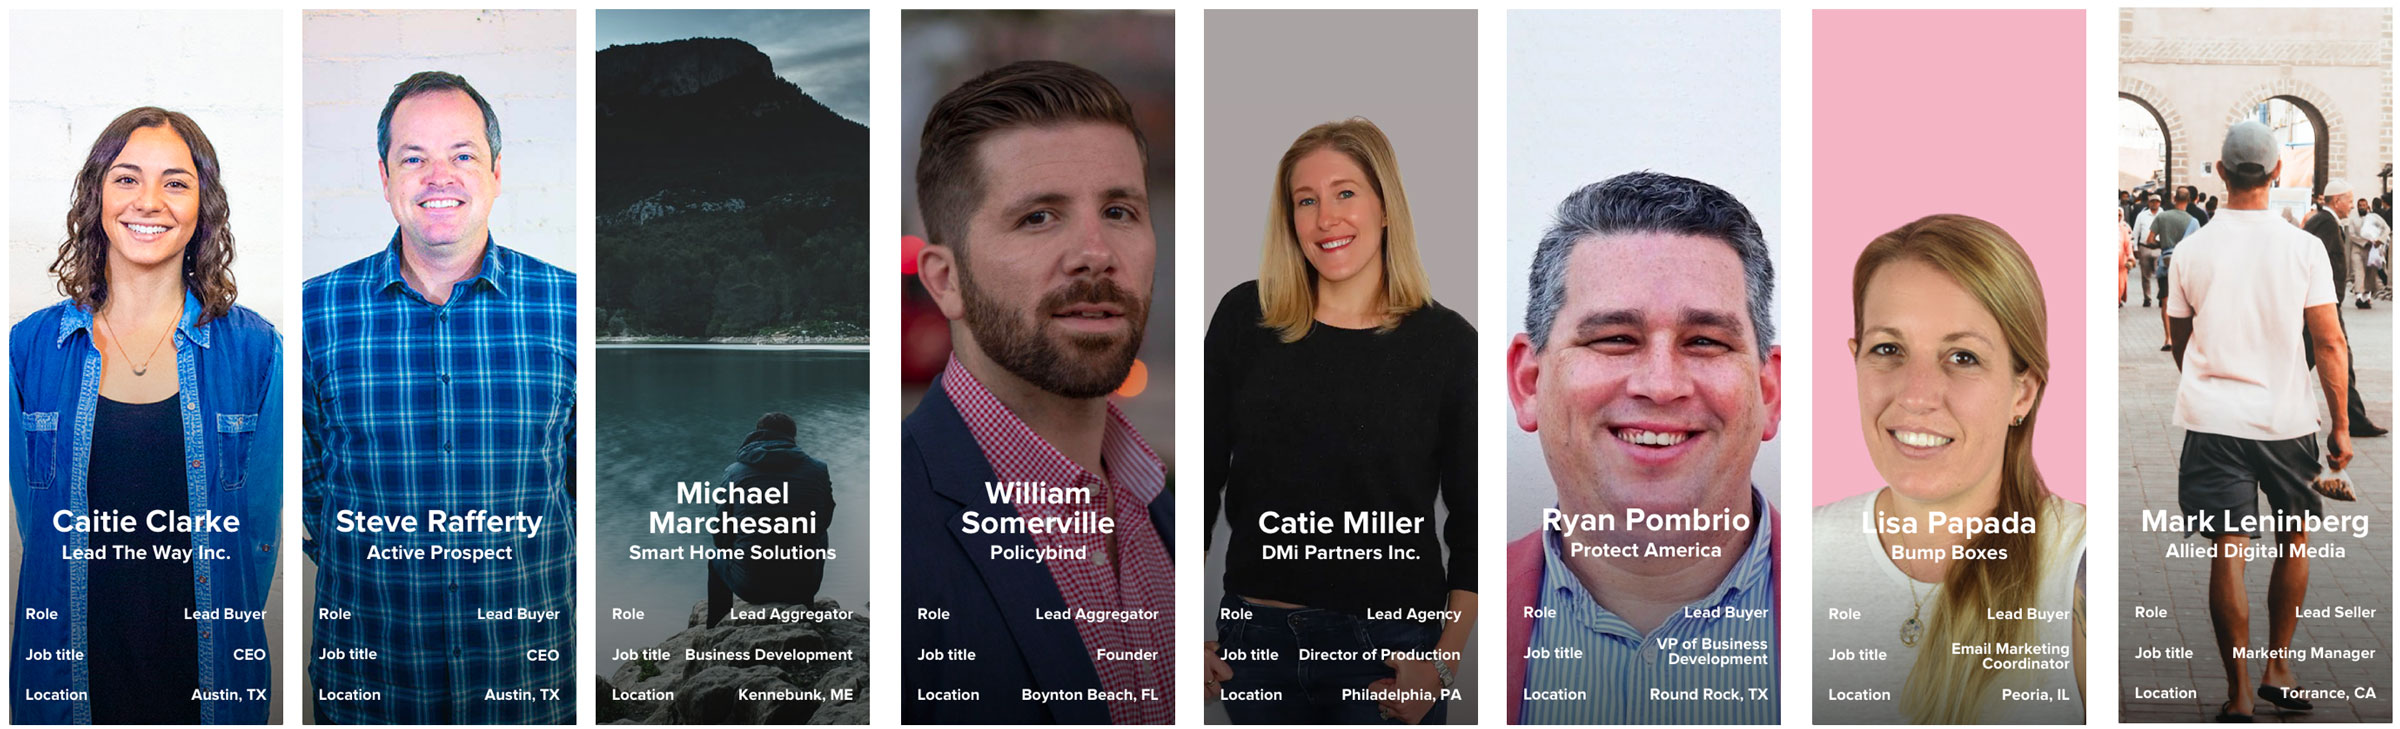 Caitie Clarke
Lead The Way Inc.
Role Lead Buyer
Job title CEO
Location Austin, TX
Steve Rafferty
Active Prospect
Role Lead Buyer
Job title CEO
Location Austin, TX
Michael
Marchesani
Smart Home Solutions
Role Lead Aggregator
Job title Business Development
Location Kennebunk, ME
William
Somerville
Policybind
Role Lead Aggregator
Job title Founder
Location Boynton Beach, FL
Catie Miller
DMi Partners Inc.
Role Lead Agency
Job title Director of Production
Location Philadelphia, PA
Ryan Pombrio
Protect America
Role Lead Buyer
Job title VP of Business
Development
Location Round Rock, TX
Lisa Papada
Bump Boxes
Role Lead Buyer
Job title Email Marketing
Coordinator
Location Peoria, IL
Mark Leninberg
Allied Digital Media
Role Lead Seller
Job title Marketing Manager
Location Torrance, CA